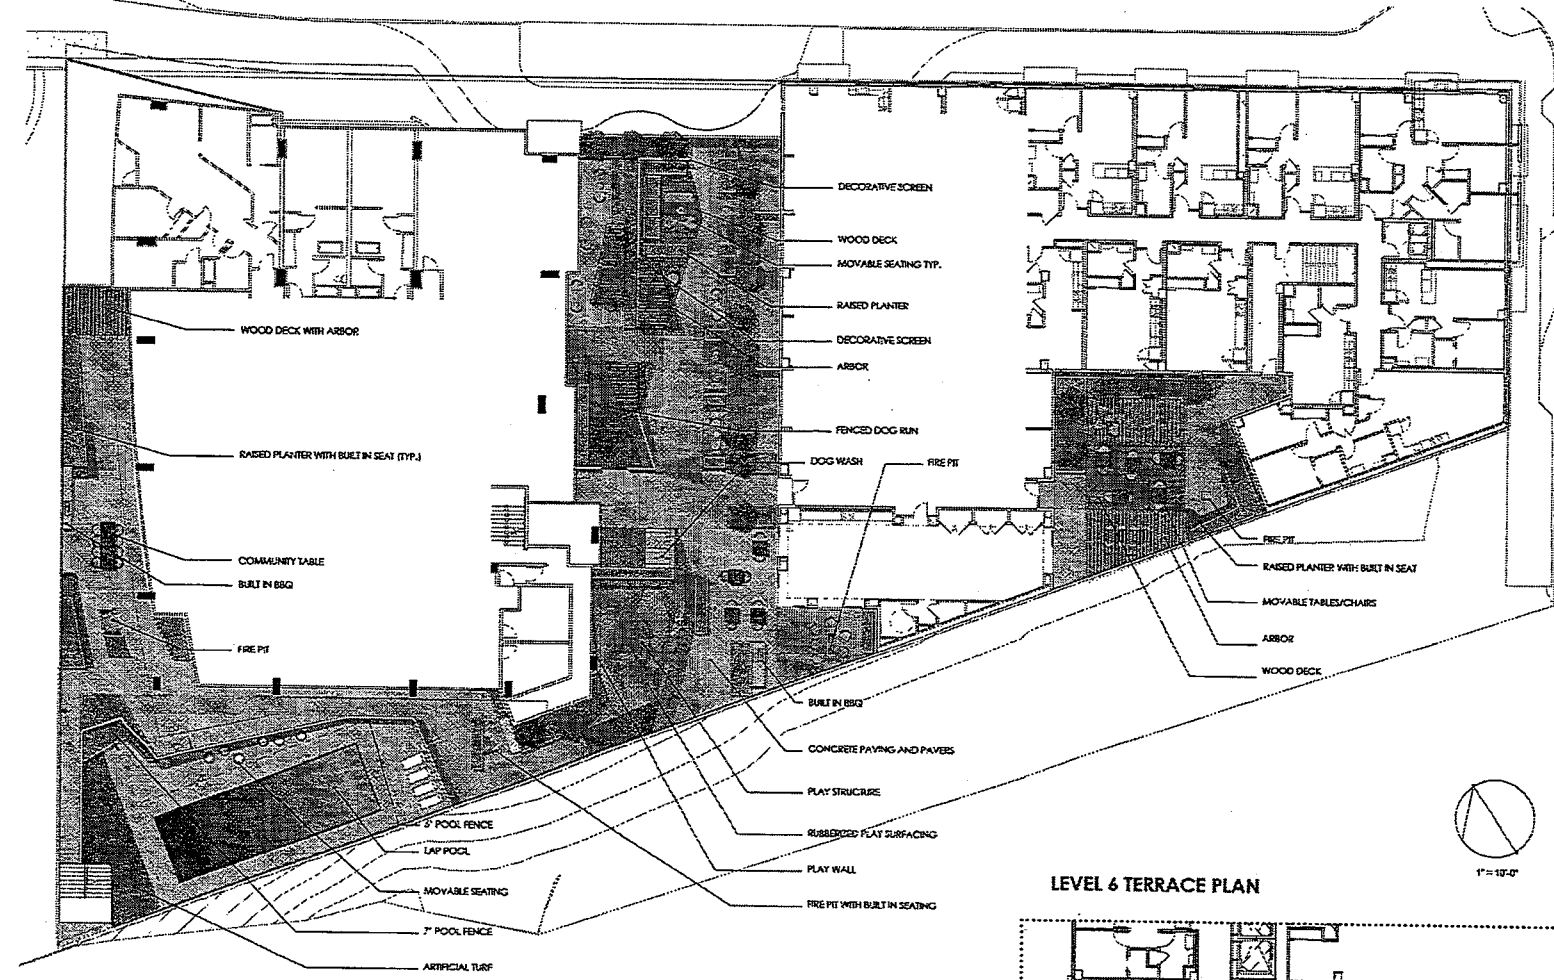 DECORATIVE SCREEN
WOOD DECK
MOVABLE SEATING TYP.
RAISED PLANTER
DECORATIVE SCREEN
ARBOR
FENCED DOG RUN
DOG WASH
FIRE PIT
WOOD DECK WITH ARBOR
RAISED PLANTER WITH BUILT IN SEAT (TYP.)
COMMUNITY TABLE
BUILT IN BBQ
FIRE PIT
FIRE PIT
RAISED PLANTER WITH BUILT IN SEAT
MOVABLE TABLES/CHAIRS
ARBOR
WOOD DECK
BUILT IN BBQ
CONCRETE PAVING AND PAVERS
PLAY STRUCTURE
RUBBERIZED PLAY SURFACING
PLAY WALL
FIRE PIT WITH BUILT IN SEATING
6' POOL FENCE
LAP POOL
MOVABLE SEATING
7' POOL FENCE
ARTIFICIAL TURF
1"=10'-0"
LEVEL 6 TERRACE PLAN